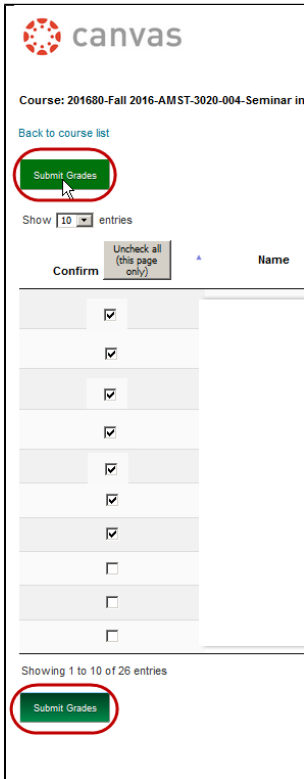 canvas
Course: 201680-Fall 2016-AMST-3020-004-Seminar in
Back to course list
Submit Grades
Show 10 entries
Confirm Uncheck all (this page only) Name
Showing 1 to 10 of 26 entries
Submit Grades